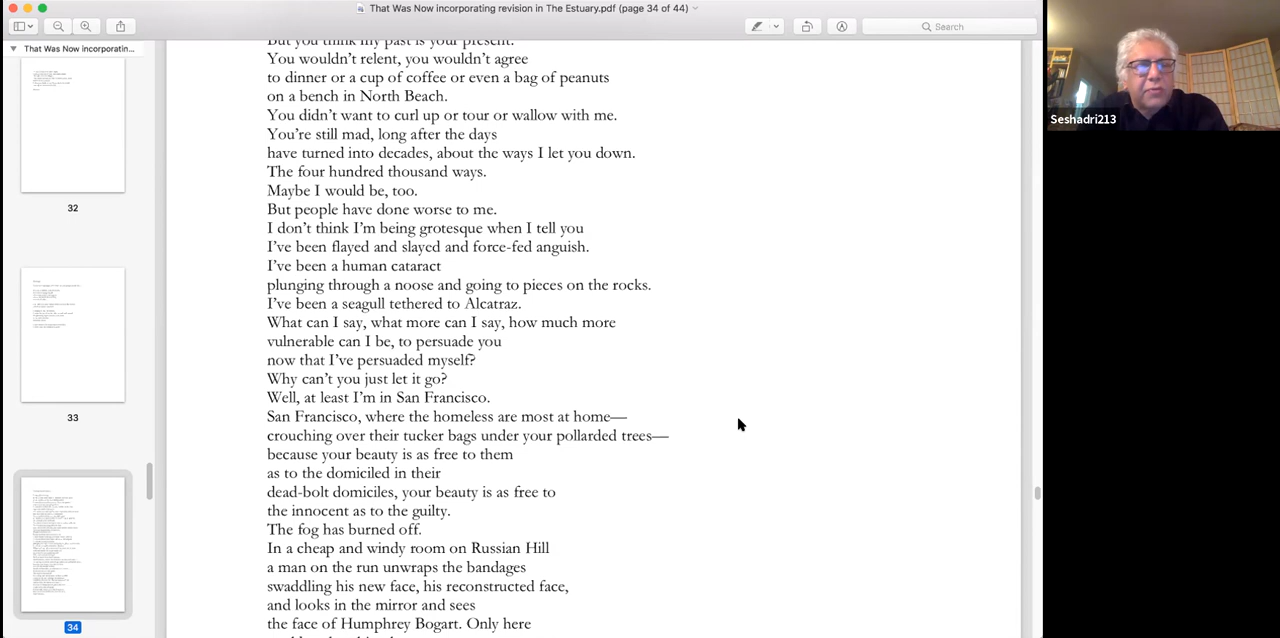 That Was Now incorporating revision in The Estuary.pdf (page 34 of 44)
Search
That Was Now incorporatin...
32
33
34
But you think my past is your present.
You wouldn't relent, you wouldn't agree
to dinner or a cup of coffee or even a bag of peanuts
on a bench in North Beach.
You didn't want to curl up or tour or wallow with me.
You're still mad, long after the days
have turned into decades, about the ways I let you down.
The four hundred thousand ways.
Maybe I would be, too.
But people have done worse to me.
I don't think I'm being grotesque when I tell you
I've been flayed and slayed and force-fed anguish.
I've been a human cataract
plunging through a noose and going to pieces on the rocks.
I've been a seagull tethered to Alcatraz.
What can I say, what more can I say, how much more
vulnerable can I be, to persuade you
now that I've persuaded myself?
Why can't you just let it go?
Well, at least I'm in San Francisco.
San Francisco, where the homeless are most at home—
crouching over their tucker bags under your pollarded trees—
because your beauty is as free to them
as to the domiciled in their
dead-bolt domiciles, your beauty is as free to
the innocent as to the guilty.
The fog has burned off.
In a cheap and windy room on Russian Hill
a man on the run unwraps the bandages
swaddling his new face, his reconstructed face,
and looks in the mirror and sees
the face of Humphrey Bogart. Only here
Seshadri213